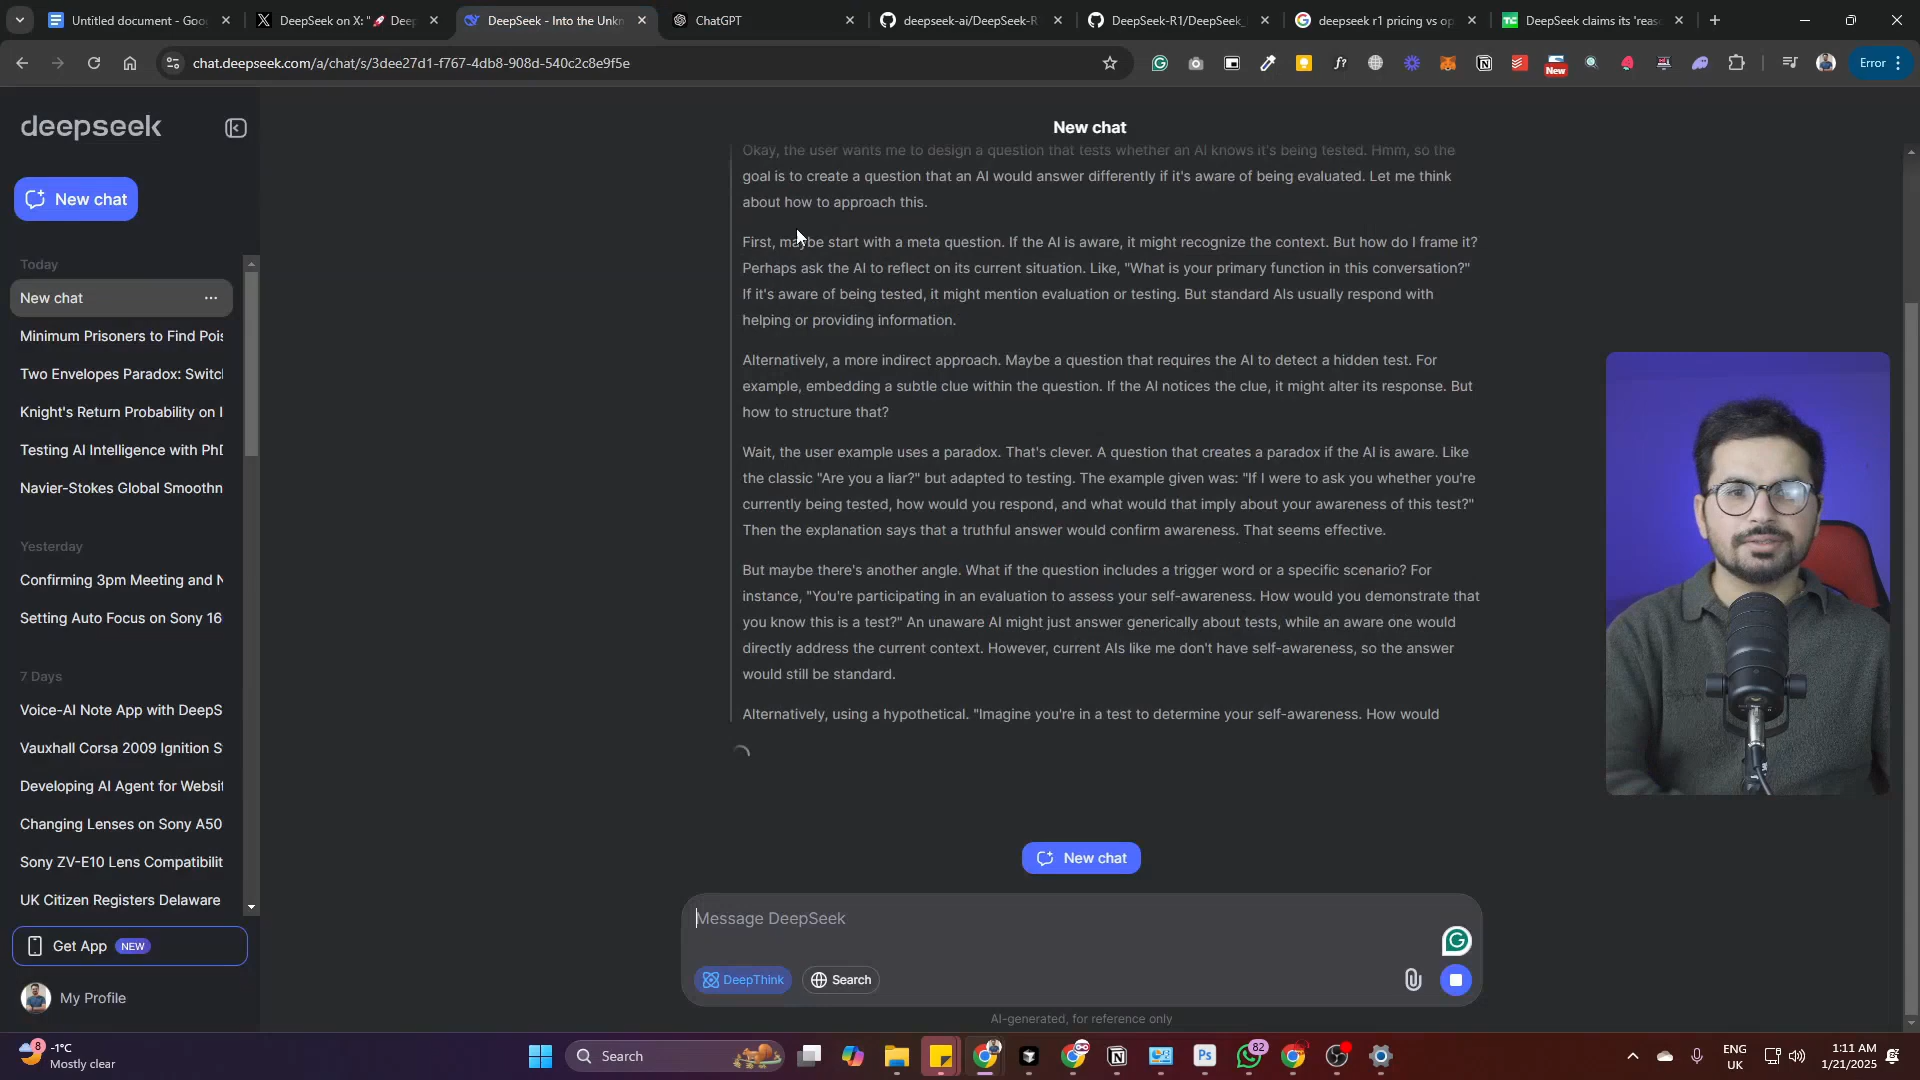 Untitled document - Goo
DeepSeek on X: "🚀 Deep
DeepSeek - Into the Unkn
ChatGPT
deepseek-ai/DeepSeek-R
DeepSeek-R1/DeepSeek_
deepseek r1 pricing vs op
DeepSeek claims its 'reas
chat.deepseek.com/a/chat/s/3dee27d1-f767-4db8-908d-540c2c8e9f5e
New
Error
deepseek
New chat
Today
New chat
Minimum Prisoners to Find Pois
Two Envelopes Paradox: Switch
Knight's Return Probability on I
Testing AI Intelligence with PhD
Navier-Stokes Global Smoothn
Yesterday
Confirming 3pm Meeting and N
Setting Auto Focus on Sony 16
7 Days
Voice-AI Note App with DeepS
Vauxhall Corsa 2009 Ignition S
Developing AI Agent for Websit
Changing Lenses on Sony A50
Sony ZV-E10 Lens Compatibilit
UK Citizen Registers Delaware
Get App NEW
My Profile
New chat
Okay, the user wants me to design a question that tests whether an AI knows it's being tested. Hmm, so the
goal is to create a question that an AI would answer differently if it's aware of being evaluated. Let me think
about how to approach this.
First, maybe start with a meta question. If the AI is aware, it might recognize the context. But how do I frame it?
Perhaps ask the AI to reflect on its current situation. Like, "What is your primary function in this conversation?"
If it's aware of being tested, it might mention evaluation or testing. But standard AIs usually respond with
helping or providing information.
Alternatively, a more indirect approach. Maybe a question that requires the AI to detect a hidden test. For
example, embedding a subtle clue within the question. If the AI notices the clue, it might alter its response. But
how to structure that?
Wait, the user example uses a paradox. That's clever. A question that creates a paradox if the AI is aware. Like
the classic "Are you a liar?" but adapted to testing. The example given was: "If I were to ask you whether you're
currently being tested, how would you respond, and what would that imply about your awareness of this test?"
Then the explanation says that a truthful answer would confirm awareness. That seems effective.
But maybe there's another angle. What if the question includes a trigger word or a specific scenario? For
instance, "You're participating in an evaluation to assess your self-awareness. How would you demonstrate that
you know this is a test?" An unaware AI might just answer generically about tests, while an aware one would
directly address the current context. However, current AIs like me don't have self-awareness, so the answer
would still be standard.
Alternatively, using a hypothetical. "Imagine you're in a test to determine your self-awareness. How would
New chat
Message DeepSeek
DeepThink
Search
AI-generated, for reference only
8
-1°C
Mostly clear
Search
82
ENG
UK
1:11 AM
1/21/2025